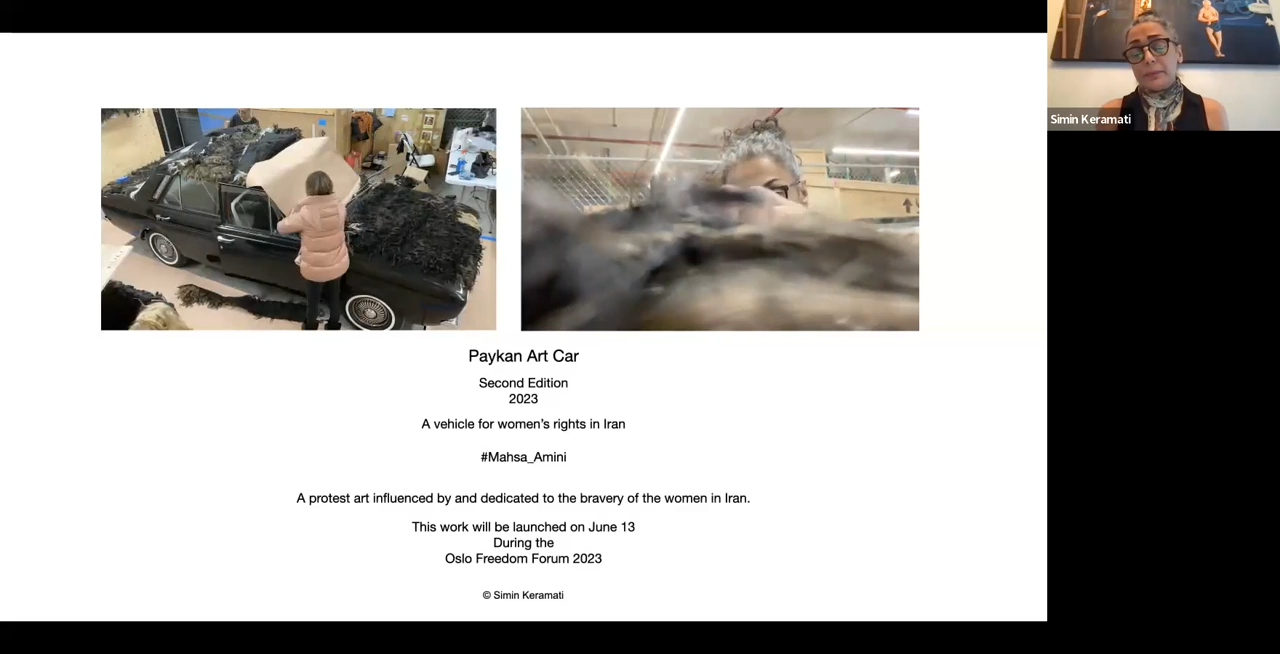 Simin Keramati
Paykan Art Car
Second Edition
2023
A vehicle for women’s rights in Iran
#Mahsa_Amini
A protest art influenced by and dedicated to the bravery of the women in Iran.
This work will be launched on June 13
During the
Oslo Freedom Forum 2023
© Simin Keramati